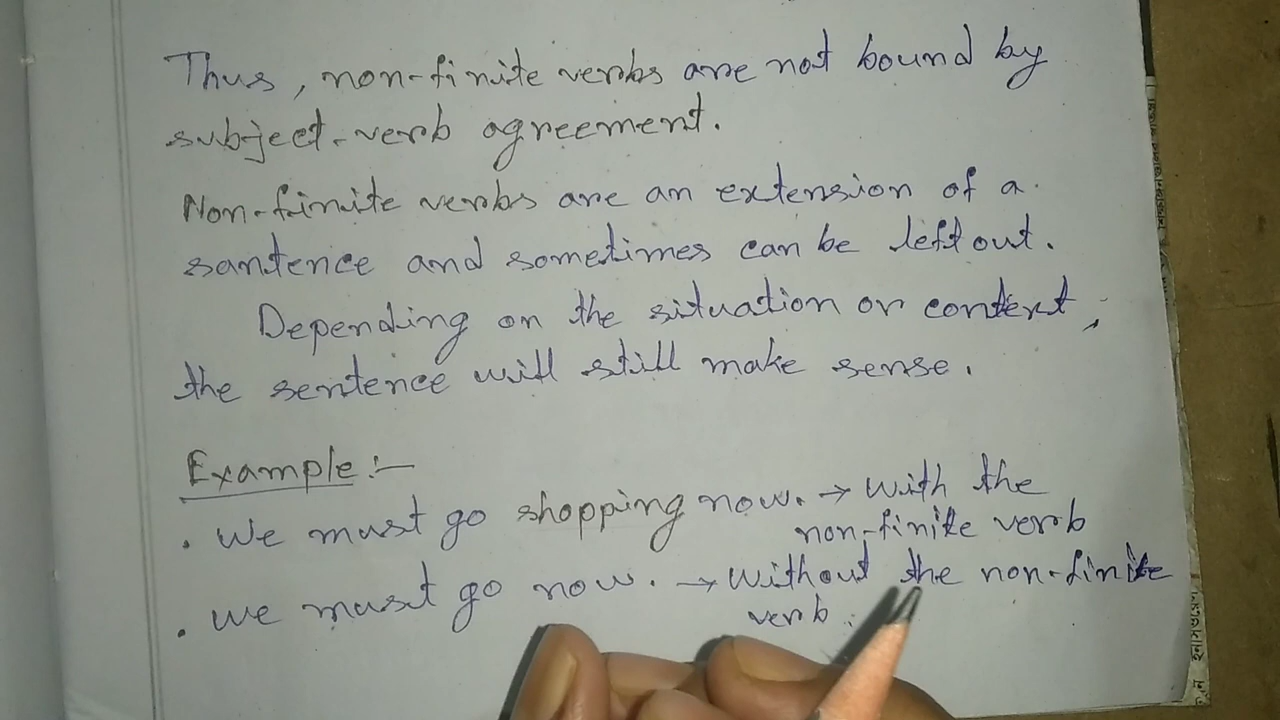 Thus, non-finite verbs are not bound by
subject-verb agreement.
Non-finite verbs are an extension of a
santence and sometimes can be left out.
Depending on the situation or context,
the sentence will still make sense.
Example :-
. We must go shopping now. → With the
non-finite verb
. We must go now. → Without the non-finite
verb.